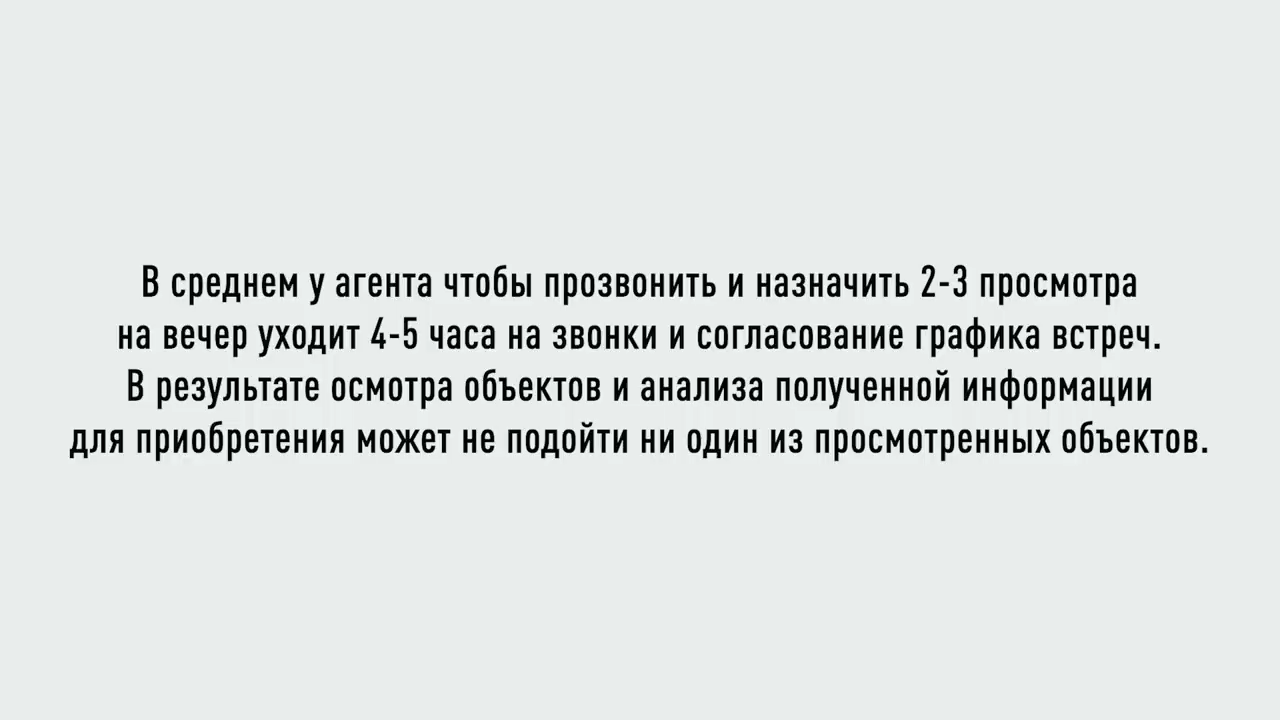 В среднем у агента чтобы прозвонить и назначить 2-3 просмотра
на вечер уходит 4-5 часа на звонки и согласование графика встреч.
В результате осмотра объектов и анализа полученной информации
для приобретения может не подойти ни один из просмотренных объектов.